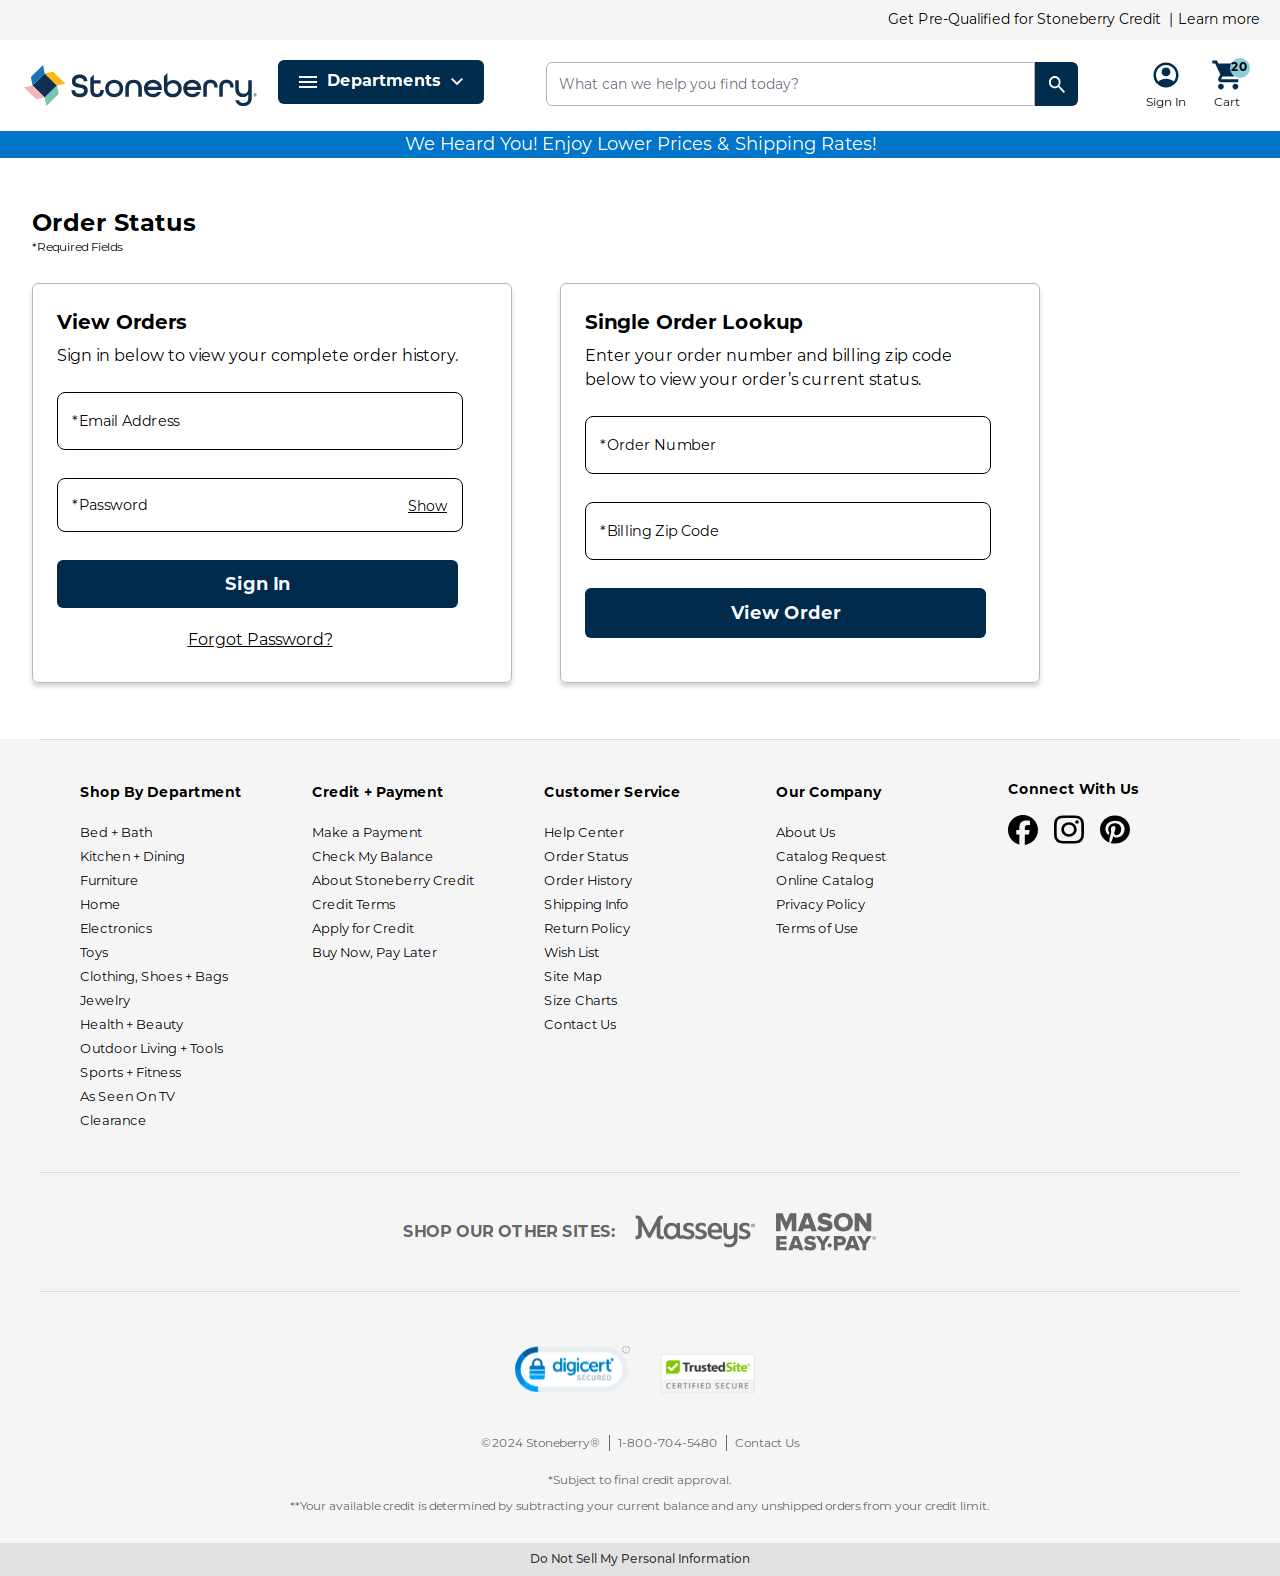 Get Pre-Qualified for Stoneberry Credit | Learn more
Stoneberry®
Departments
What can we help you find today?
20
Sign In
Cart
We Heard You! Enjoy Lower Prices & Shipping Rates!
Order Status
*Required Fields
View Orders
Sign in below to view your complete order history.
*Email Address
*Password
Show
Sign In
Forgot Password?
Single Order Lookup
Enter your order number and billing zip code
below to view your order’s current status.
*Order Number
*Billing Zip Code
View Order
Shop By Department
Bed + Bath
Kitchen + Dining
Furniture
Home
Electronics
Toys
Clothing, Shoes + Bags
Jewelry
Health + Beauty
Outdoor Living + Tools
Sports + Fitness
As Seen On TV
Clearance
Credit + Payment
Make a Payment
Check My Balance
About Stoneberry Credit
Credit Terms
Apply for Credit
Buy Now, Pay Later
Customer Service
Help Center
Order Status
Order History
Shipping Info
Return Policy
Wish List
Site Map
Size Charts
Contact Us
Our Company
About Us
Catalog Request
Online Catalog
Privacy Policy
Terms of Use
Connect With Us
SHOP OUR OTHER SITES:
Masseys®
MASON
EASY•PAY®
digicert®
SECURED
TrustedSite®
CERTIFIED SECURE
©2024 Stoneberry® | 1-800-704-5480 | Contact Us
*Subject to final credit approval.
**Your available credit is determined by subtracting your current balance and any unshipped orders from your credit limit.
Do Not Sell My Personal Information